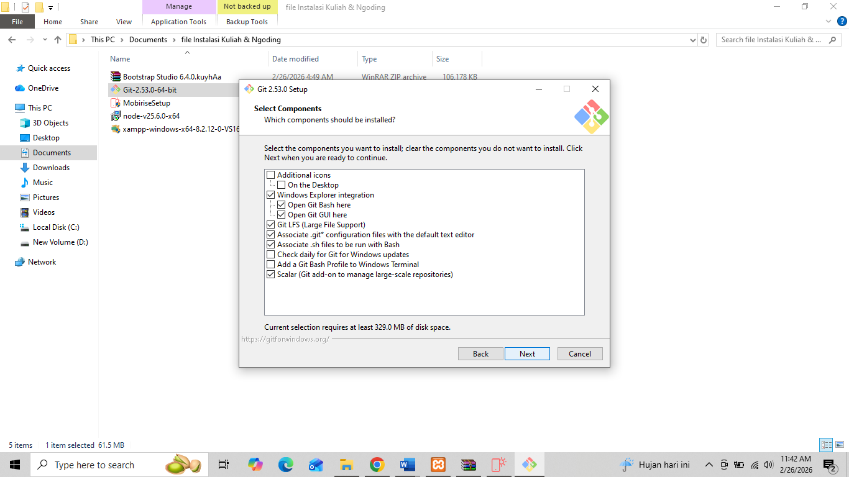 Manage
Not backed up
file Instalasi Kuliah & Ngoding
File
Home
Share
View
Application Tools
Backup Tools
This PC
Documents
file Instalasi Kuliah & Ngoding
Search file Instalasi Kuliah & ...
Name
Date modified
Type
Size
Quick access
OneDrive
This PC
3D Objects
Desktop
Documents
Downloads
Music
Pictures
Videos
Local Disk (C:)
New Volume (D:)
Network
Bootstrap Studio 6.4.0.kuyhAa
2/26/2026 4:49 AM
WinRAR ZIP archive
106,178 KB
Git-2.53.0-64-bit
MobiriseSetup
node-v25.6.0-x64
xampp-windows-x64-8.2.12-0-VS16
Git 2.53.0 Setup
Select Components
Which components should be installed?
Select the components you want to install; clear the components you do not want to install. Click
Next when you are ready to continue.
Additional icons
On the Desktop
Windows Explorer integration
Open Git Bash here
Open Git GUI here
Git LFS (Large File Support)
Associate .git* configuration files with the default text editor
Associate .sh files to be run with Bash
Check daily for Git for Windows updates
Add a Git Bash Profile to Windows Terminal
Scalar (Git add-on to manage large-scale repositories)
Current selection requires at least 329.0 MB of disk space.
https://gitforwindows.org/
Back
Next
Cancel
5 items
1 item selected 61.5 MB
Type here to search
Hujan hari ini
11:42 AM
2/26/2026
2